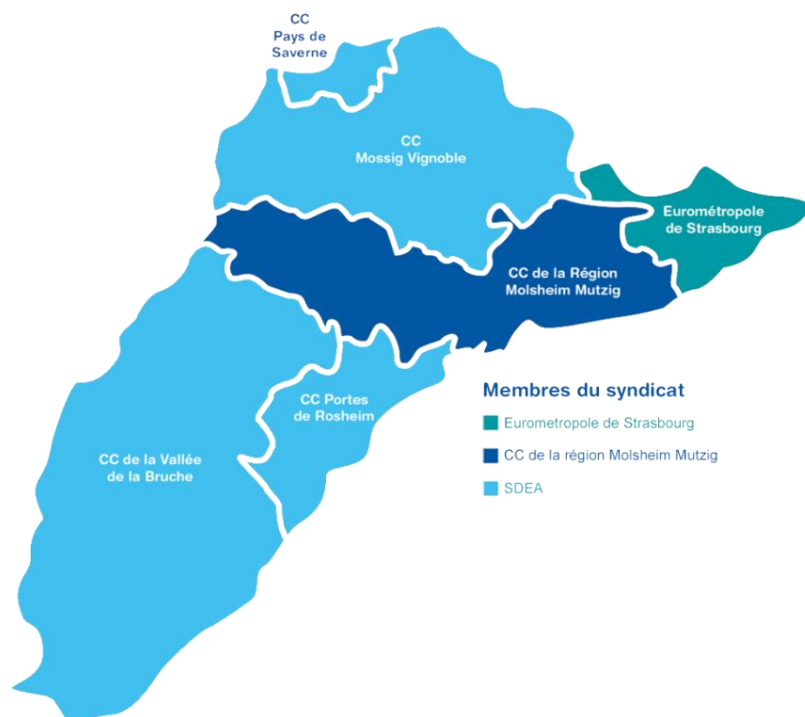 CC
Pays de
Saverne
CC
Mossig Vignoble
Eurométropole
de Strasbourg
CC de la Région
Molsheim Mutzig
CC Portes
de Rosheim
CC de la Vallée
de la Bruche
Membres du syndicat
Eurometropole de Strasbourg
CC de la région Molsheim Mutzig
SDEA